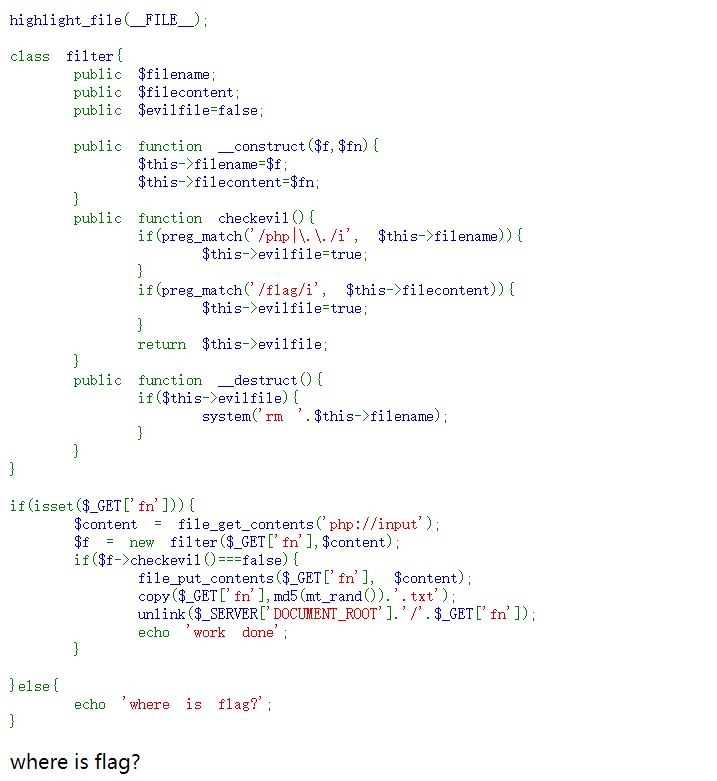 highlight_file(__FILE__);

class filter{
        public $filename;
        public $filecontent;
        public $evilfile=false;

        public function __construct($f,$fn){
                $this->filename=$f;
                $this->filecontent=$fn;
        }
        public function checkevil(){
                if(preg_match('/php|\.\./i', $this->filename)){
                        $this->evilfile=true;
                }
                if(preg_match('/flag/i', $this->filecontent)){
                        $this->evilfile=true;
                }
                return $this->evilfile;
        }
        public function __destruct(){
                if($this->evilfile){
                        system('rm '.$this->filename);
                }
        }
}

if(isset($_GET['fn'])){
        $content = file_get_contents('php://input');
        $f = new filter($_GET['fn'],$content);
        if($f->checkevil()===false){
                file_put_contents($_GET['fn'], $content);
                copy($_GET['fn'],md5(mt_rand()).'.txt');
                unlink($_SERVER['DOCUMENT_ROOT'].'/'.$_GET['fn']);
                echo 'work done';
        }

}else{
        echo 'where is flag?';
}

where is flag?